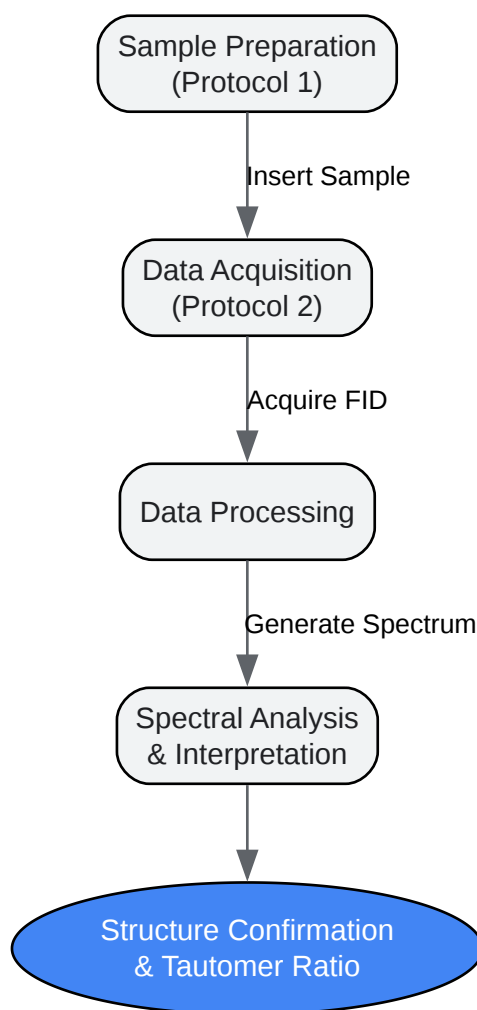 Sample Preparation
(Protocol 1)
Insert Sample
Data Acquisition
(Protocol 2)
Acquire FID
Data Processing
Generate Spectrum
Spectral Analysis
& Interpretation
Structure Confirmation
& Tautomer Ratio